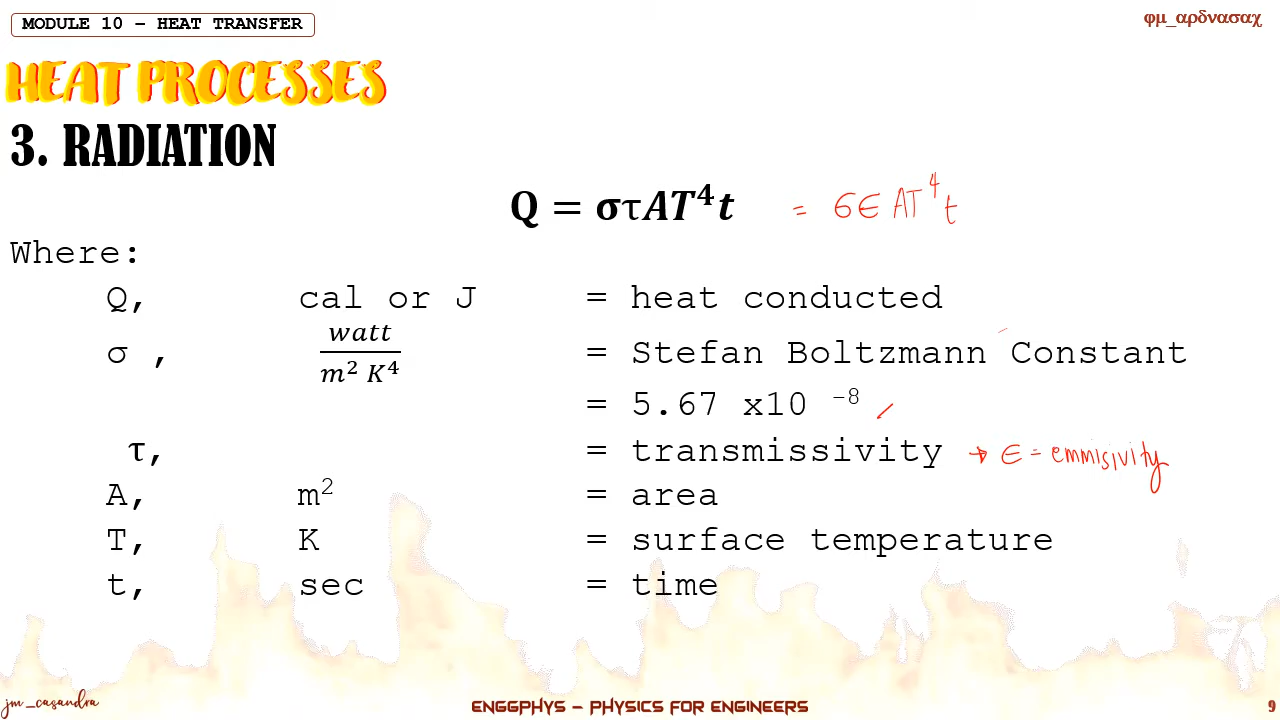 MODULE 10 – HEAT TRANSFER
φμ_αρδνασαχ
HEAT PROCESSES
3. RADIATION
Q = στAT⁴t = σϵAT⁴t
Where:
Q, cal or J = heat conducted
σ , watt/m² K⁴ = Stefan Boltzmann Constant
= 5.67 x10 ⁻⁸
τ, = transmissivity → ϵ = emmisivity
A, m² = area
T, K = surface temperature
t, sec = time
jm_casandra
ENGGPHYS – PHYSICS FOR ENGINEERS
9